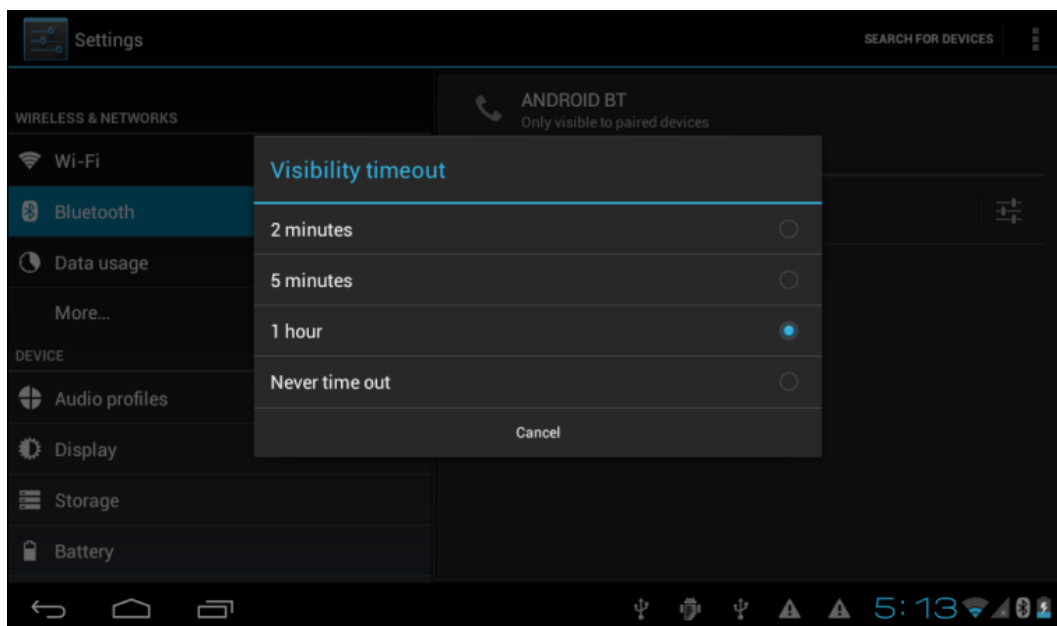 Settings
SEARCH FOR DEVICES
WIRELESS & NETWORKS
Wi-Fi
Bluetooth
Data usage
More...
DEVICE
Audio profiles
Display
Storage
Battery
ANDROID BT
Only visible to paired devices
Visibility timeout
2 minutes
5 minutes
1 hour
Never time out
Cancel
5:13